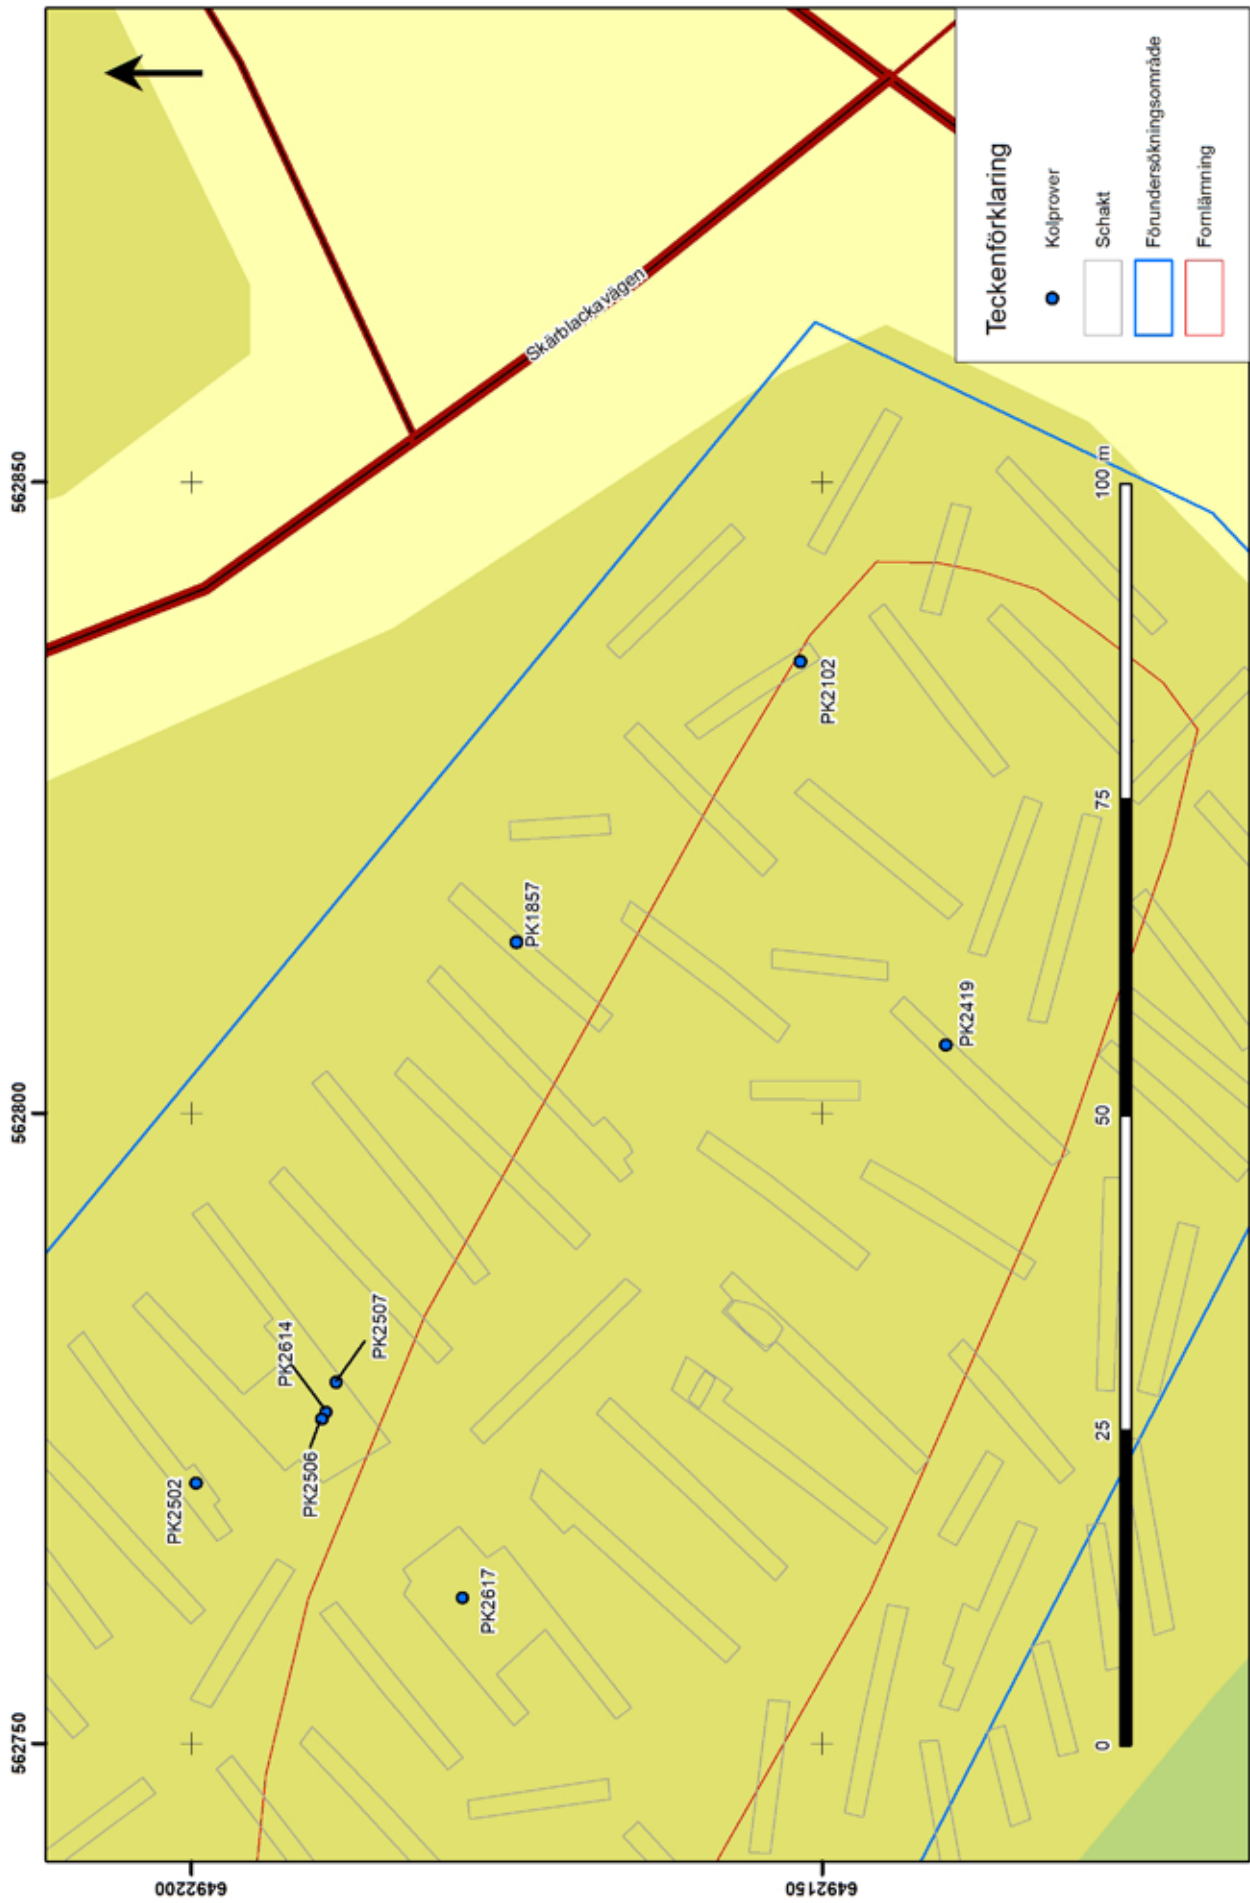 562750
562800
562850
6492200
6492150
PK2502
PK2506
PK2614
PK2507
PK2617
PK1857
PK2102
PK2419
Skärblackavägen
0
25
50
75
100 m
Teckenförklaring
Kolprover
Schakt
Förundersökningsområde
Fornlämning